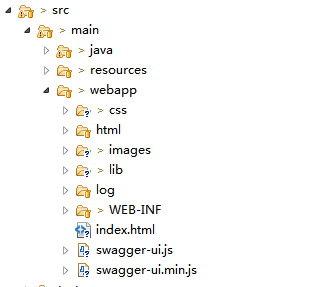 > src
> main
> java
> resources
> webapp
> css
html
> images
> lib
log
> WEB-INF
index.html
swagger-ui.js
swagger-ui.min.js